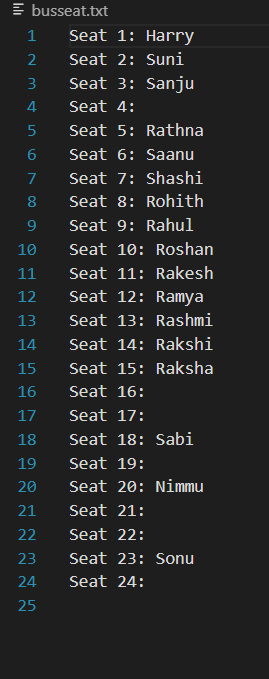 busseat.txt
1 Seat 1: Harry
2 Seat 2: Suni
3 Seat 3: Sanju
4 Seat 4:
5 Seat 5: Rathna
6 Seat 6: Saanu
7 Seat 7: Shashi
8 Seat 8: Rohith
9 Seat 9: Rahul
10 Seat 10: Roshan
11 Seat 11: Rakesh
12 Seat 12: Ramya
13 Seat 13: Rashmi
14 Seat 14: Rakshi
15 Seat 15: Raksha
16 Seat 16:
17 Seat 17:
18 Seat 18: Sabi
19 Seat 19:
20 Seat 20: Nimmu
21 Seat 21:
22 Seat 22:
23 Seat 23: Sonu
24 Seat 24:
25